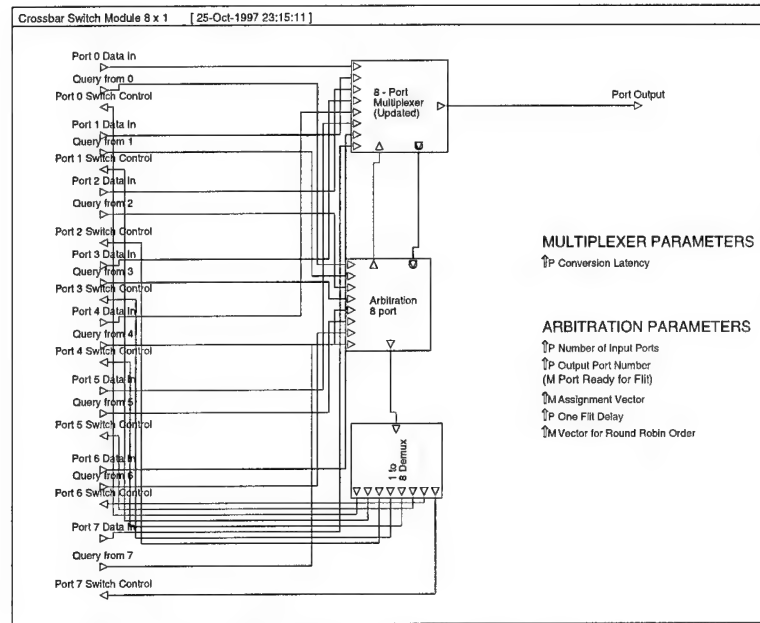 Crossbar Switch Module 8 x 1 [ 25-Oct-1997 23:15:11 ]
Port 0 Data In
Query from 0
Port 0 Switch Control
Port 1 Data In
Query from 1
Port 1 Switch Control
Port 2 Data In
Query from 2
Port 2 Switch Control
Port 3 Data In
Query from 3
Port 3 Switch Control
Port 4 Data In
Query from 4
Port 4 Switch Control
Port 5 Data In
Query from 5
Port 5 Switch Control
Port 6 Data In
Query from 6
Port 6 Switch Control
Port 7 Data In
Query from 7
Port 7 Switch Control
8 - Port
Multiplexer
(Updated)
Port Output
Arbitration
8 port
1 to
8 Demux
MULTIPLEXER PARAMETERS
⇑P Conversion Latency
ARBITRATION PARAMETERS
⇑P Number of Input Ports
⇑P Output Port Number
(M Port Ready for Flit)
⇑M Assignment Vector
⇑P One Flit Delay
⇑M Vector for Round Robin Order